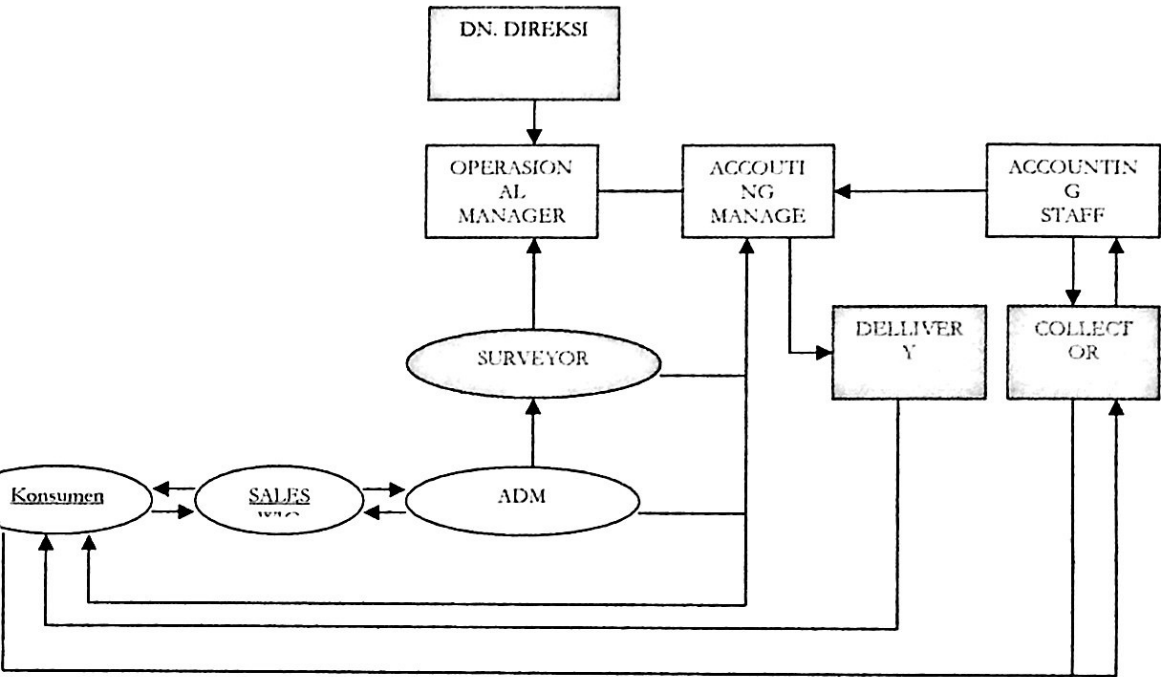 DN. DIREKSI
OPERASION
AL
MANAGER
ACCOUTI
NG
MANAGE
ACCOUNTIN
G
STAFF
DELLIVER
Y
COLLECT
OR
SURVEYOR
Konsumen
SALES
ADM